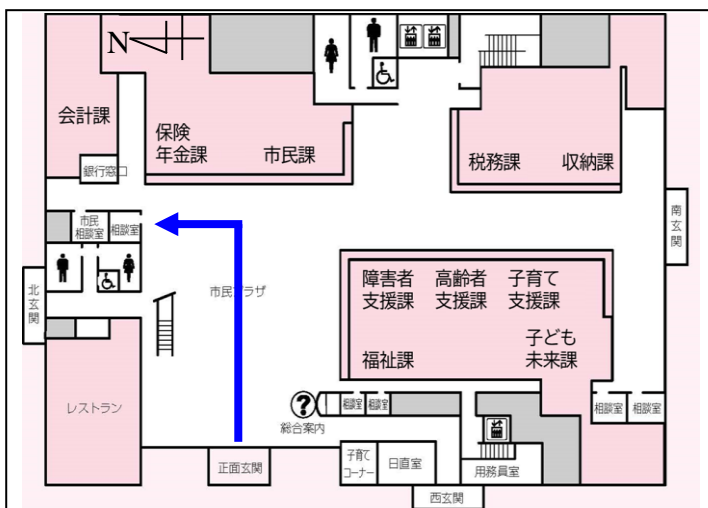 N
会計課
保険
年金課
市民課
税務課
収納課
銀行窓口
市民
相談室
相談室
南玄関
北玄関
市民プラザ
障害者
支援課
高齢者
支援課
子育て
支援課
福祉課
子ども
未来課
レストラン
?
総合案内
相談室
相談室
相談室
相談室
正面玄関
子育て
コーナー
日直室
用務員室
西玄関